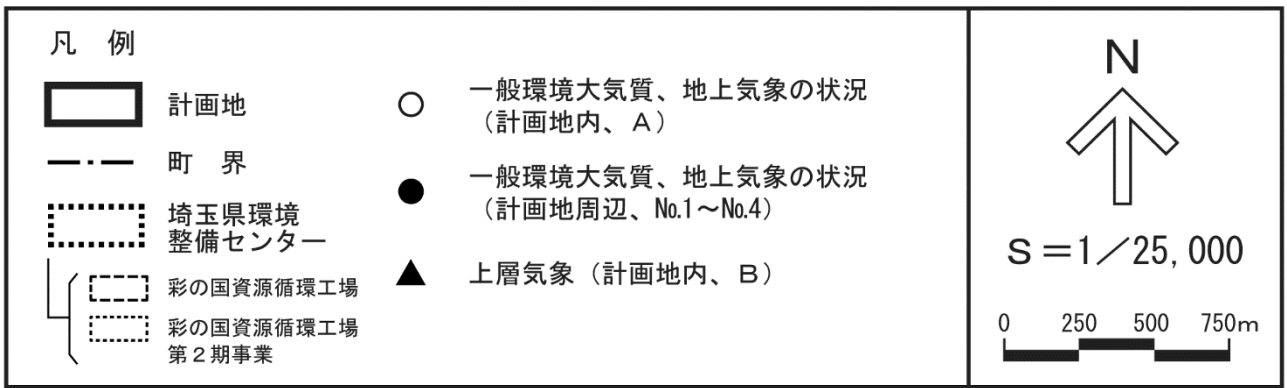 凡　例
計画地
町　界
埼玉県環境
整備センター
彩の国資源循環工場
彩の国資源循環工場
第２期事業
一般環境大気質、地上気象の状況
（計画地内、Ａ）
一般環境大気質、地上気象の状況
（計画地周辺、№1～№4）
上層気象（計画地内、Ｂ）
N
S＝1／25,000
0 250 500 750m